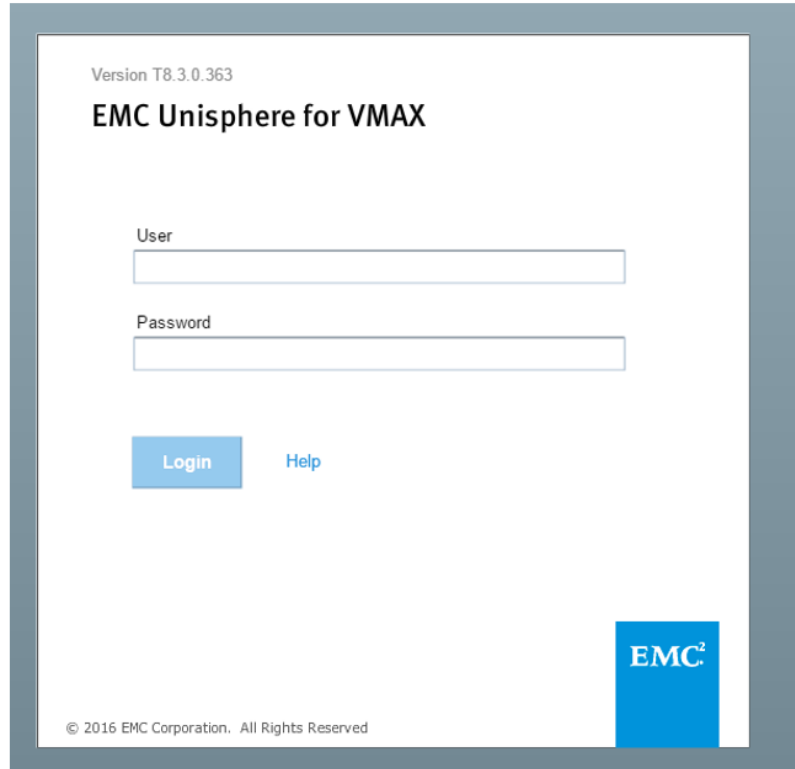 Version T8.3.0.363
EMC Unisphere for VMAX
User
Password
Login Help
EMC²
© 2016 EMC Corporation. All Rights Reserved